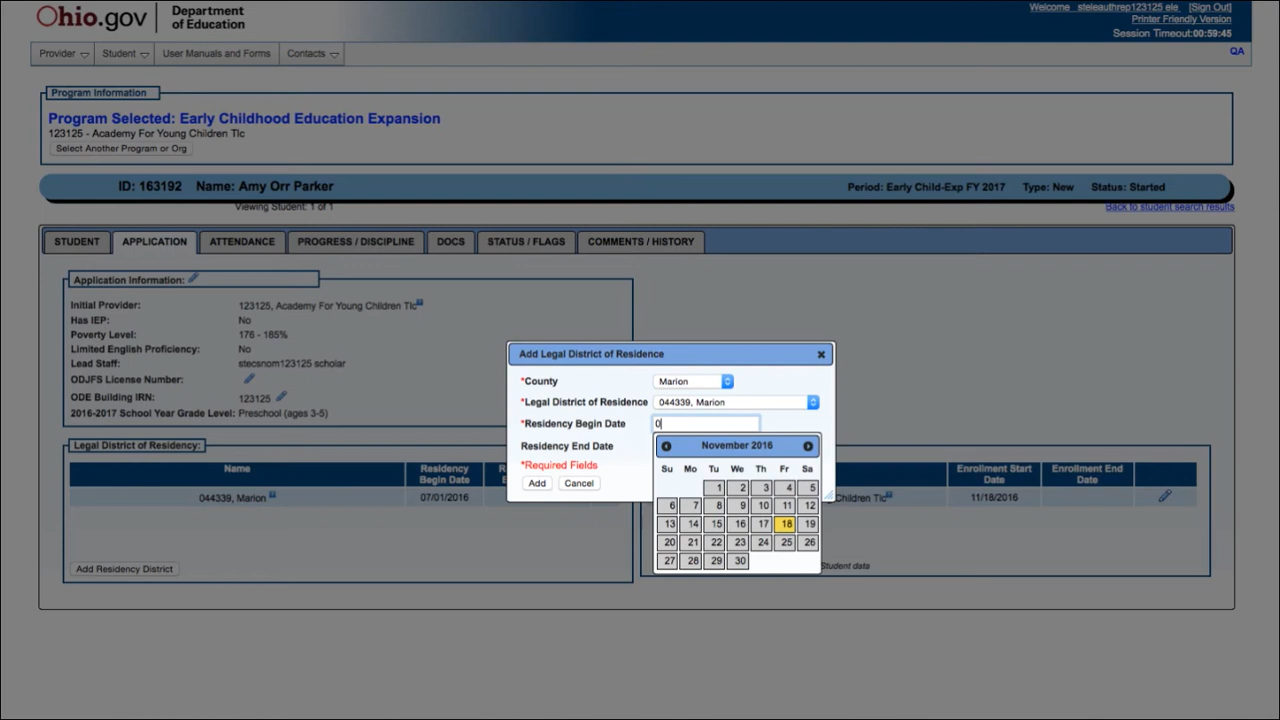 Ohio.gov Department of Education
Welcome steleauthrep123125 ele [Sign Out]
Printer Friendly Version
Session Timeout:00:59:45
Provider Student User Manuals and Forms Contacts QA
Program Information
Program Selected: Early Childhood Education Expansion
123125 - Academy For Young Children Tlc
Select Another Program or Org
ID: 163192 Name: Amy Orr Parker Period: Early Child-Exp FY 2017 Type: New Status: Started
Viewing Student: 1 of 1 Back to student search results
STUDENT APPLICATION ATTENDANCE PROGRESS / DISCIPLINE DOCS STATUS / FLAGS COMMENTS / HISTORY
Application Information:
Initial Provider: 123125, Academy For Young Children Tlc
Has IEP: No
Poverty Level: 176 - 185%
Limited English Proficiency: No
Lead Staff: stecsnom123125 scholar
ODJFS License Number:
ODE Building IRN: 123125
2016-2017 School Year Grade Level: Preschool (ages 3-5)
Legal District of Residence:
Name Residency Begin Date
044339, Marion 07/01/2016
Add Residency District
Add Legal District of Residence
*County Marion
*Legal District of Residence 044339, Marion
*Residency Begin Date 0
Residency End Date
*Required Fields
Add Cancel
November 2016
Su Mo Tu We Th Fr Sa
1 2 3 4 5
6 7 8 9 10 11 12
13 14 15 16 17 18 19
20 21 22 23 24 25 26
27 28 29 30
Enrollment Start Date Enrollment End Date
Children Tlc 11/18/2016
Student data